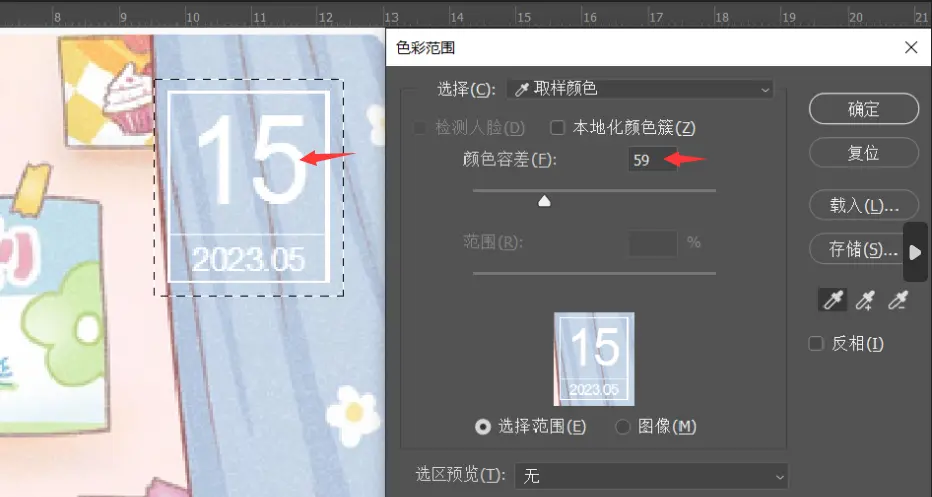 8 9 10 11 12 13 14 15 16 17 18 19 20 21
色彩范围
选择(C): 取样颜色
检测人脸(D) 本地化颜色簇(Z)
颜色容差(F): 59
范围(R): %
15
2023.05
选择范围(E) 图像(M)
选区预览(T): 无
确定
复位
载入(L)...
存储(S)...
反相(I)
15
2023.05